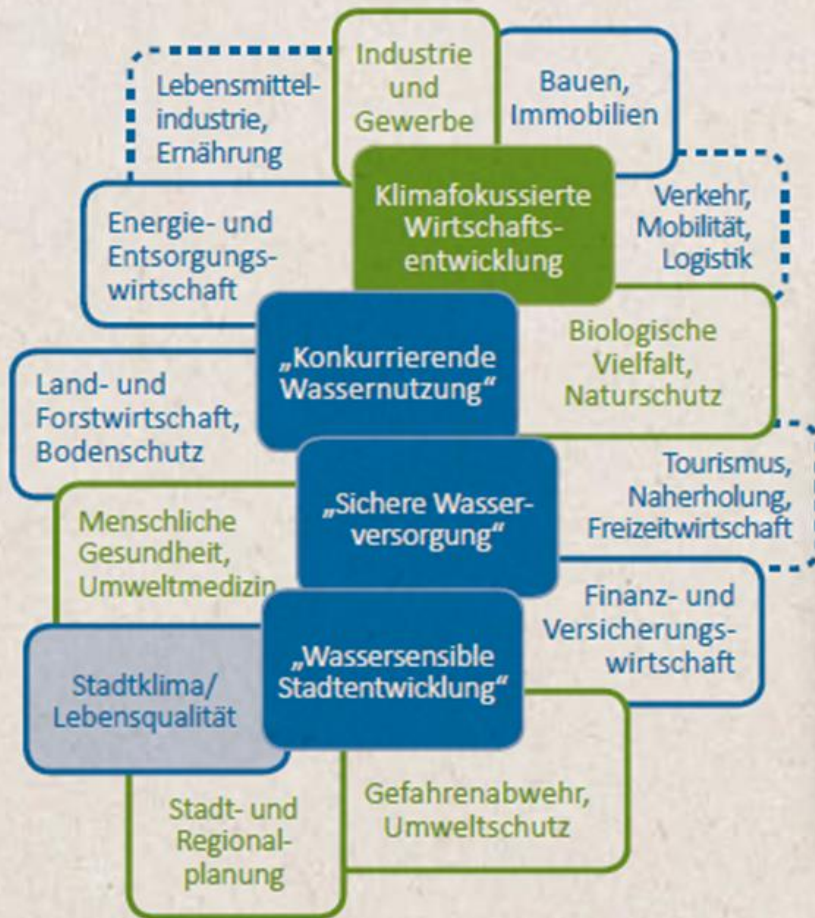 Industrie
und
Gewerbe
Bauen,
Immobilien
Lebensmittel-
industrie,
Ernährung
Klimafokussierte
Wirtschafts-
entwicklung
Verkehr,
Mobilität,
Logistik
Energie- und
Entsorgungs-
wirtschaft
„Konkurrierende
Wassernutzung“
Biologische
Vielfalt,
Naturschutz
Land- und
Forstwirtschaft,
Bodenschutz
„Sichere Wasser-
versorgung“
Tourismus,
Naherholung,
Freizeitwirtschaft
Menschliche
Gesundheit,
Umweltmedizin
Finanz- und
Versicherungs-
wirtschaft
„Wassersensible
Stadtentwicklung“
Stadtklima/
Lebensqualität
Gefahrenabwehr,
Umweltschutz
Stadt- und
Regional-
planung